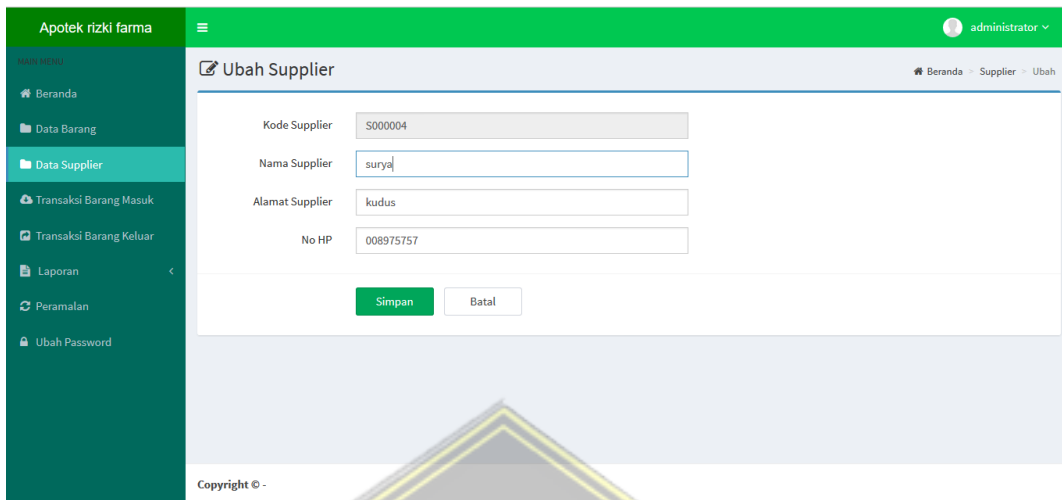 Apotek rizki farma
administrator
MAIN MENU
Beranda
Data Barang
Data Supplier
Transaksi Barang Masuk
Transaksi Barang Keluar
Laporan
Peramalan
Ubah Password
Ubah Supplier
Beranda > Supplier > Ubah
Kode Supplier S000004
Nama Supplier surya
Alamat Supplier kudus
No HP 008975757
Simpan Batal
Copyright © -